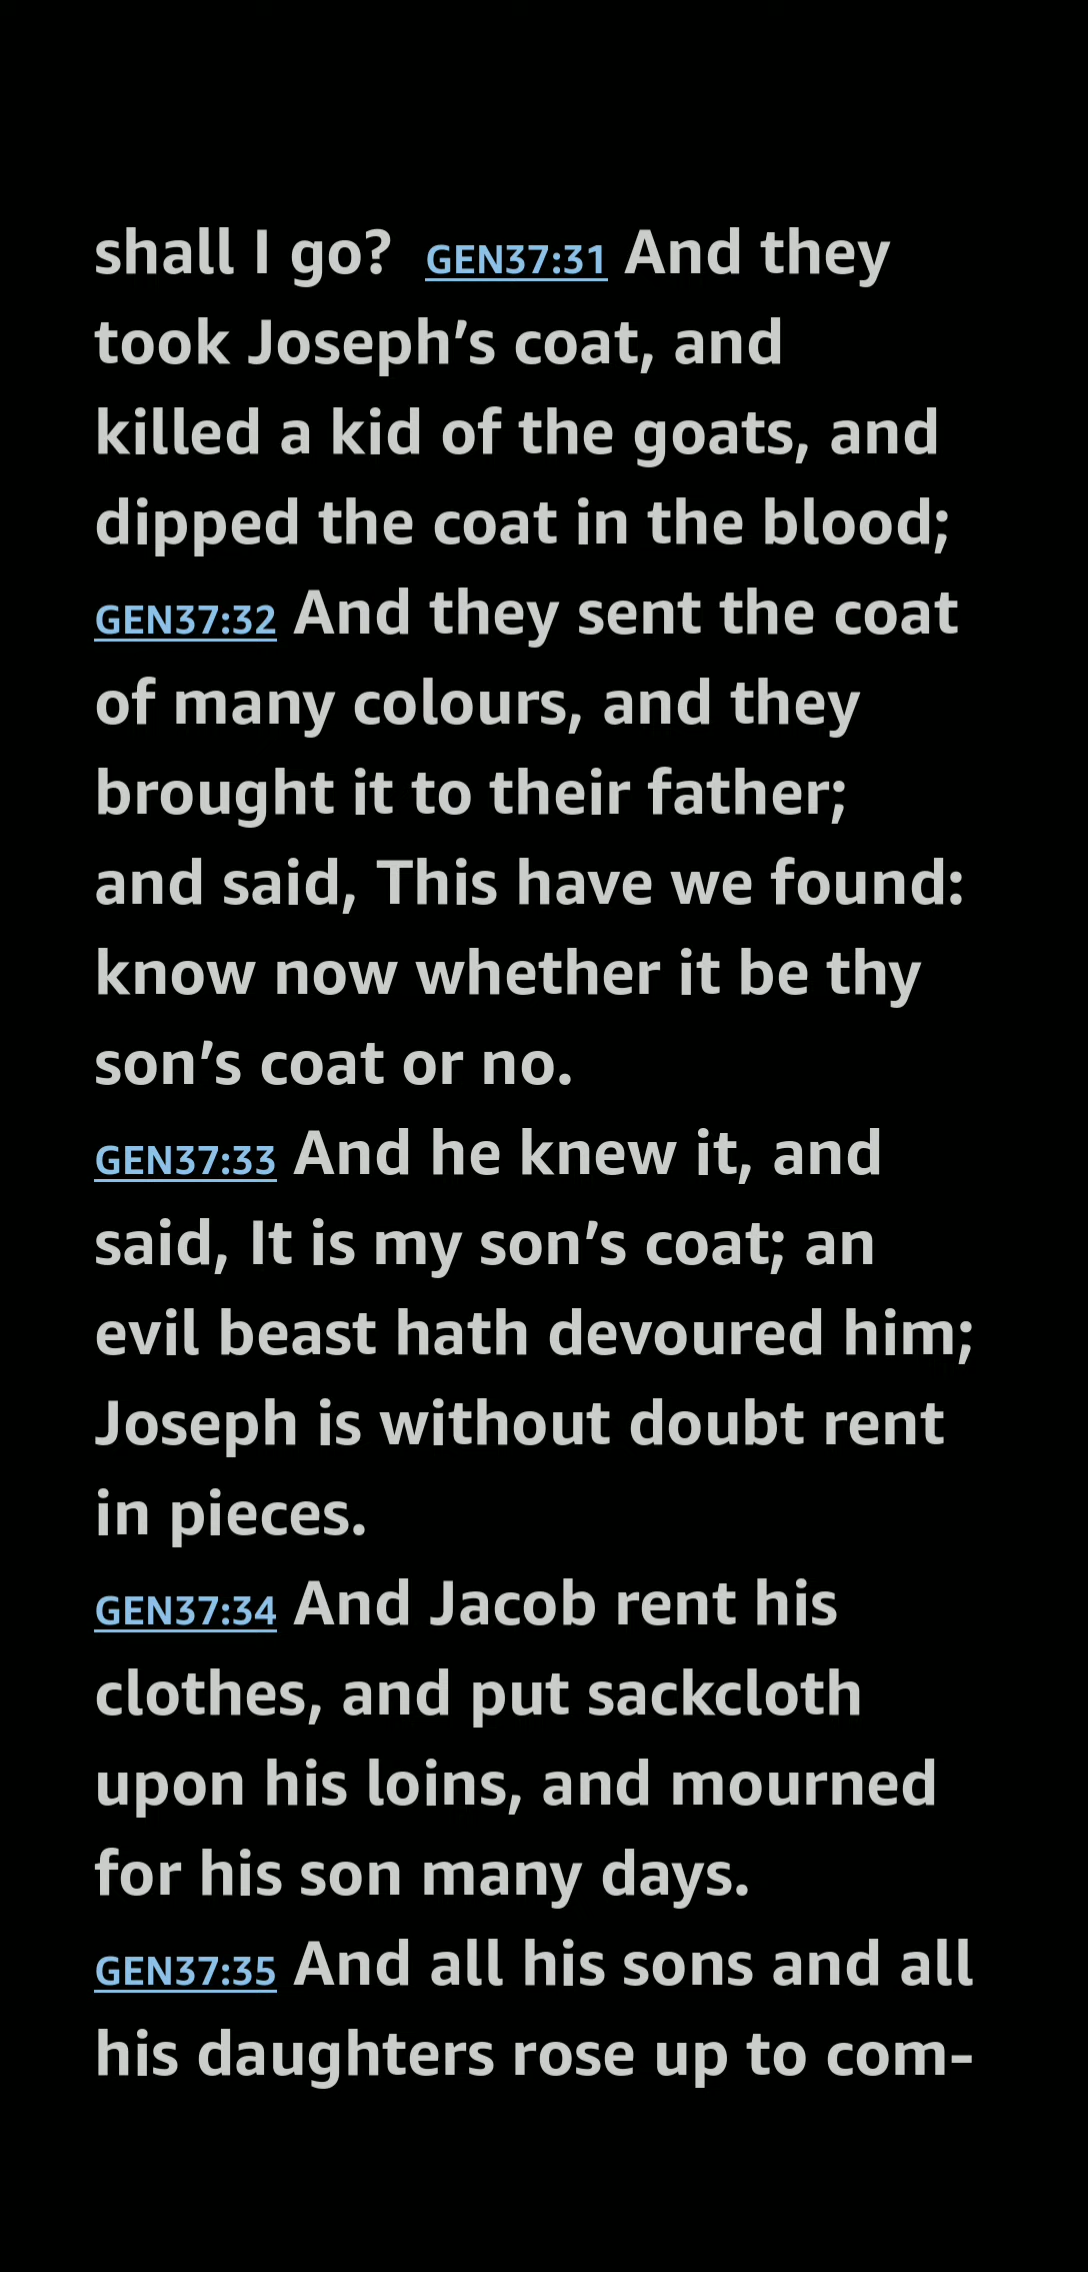 shall I go? GEN37:31 And they
took Joseph’s coat, and
killed a kid of the goats, and
dipped the coat in the blood;
GEN37:32 And they sent the coat
of many colours, and they
brought it to their father;
and said, This have we found:
know now whether it be thy
son’s coat or no.
GEN37:33 And he knew it, and
said, It is my son’s coat; an
evil beast hath devoured him;
Joseph is without doubt rent
in pieces.
GEN37:34 And Jacob rent his
clothes, and put sackcloth
upon his loins, and mourned
for his son many days.
GEN37:35 And all his sons and all
his daughters rose up to com-